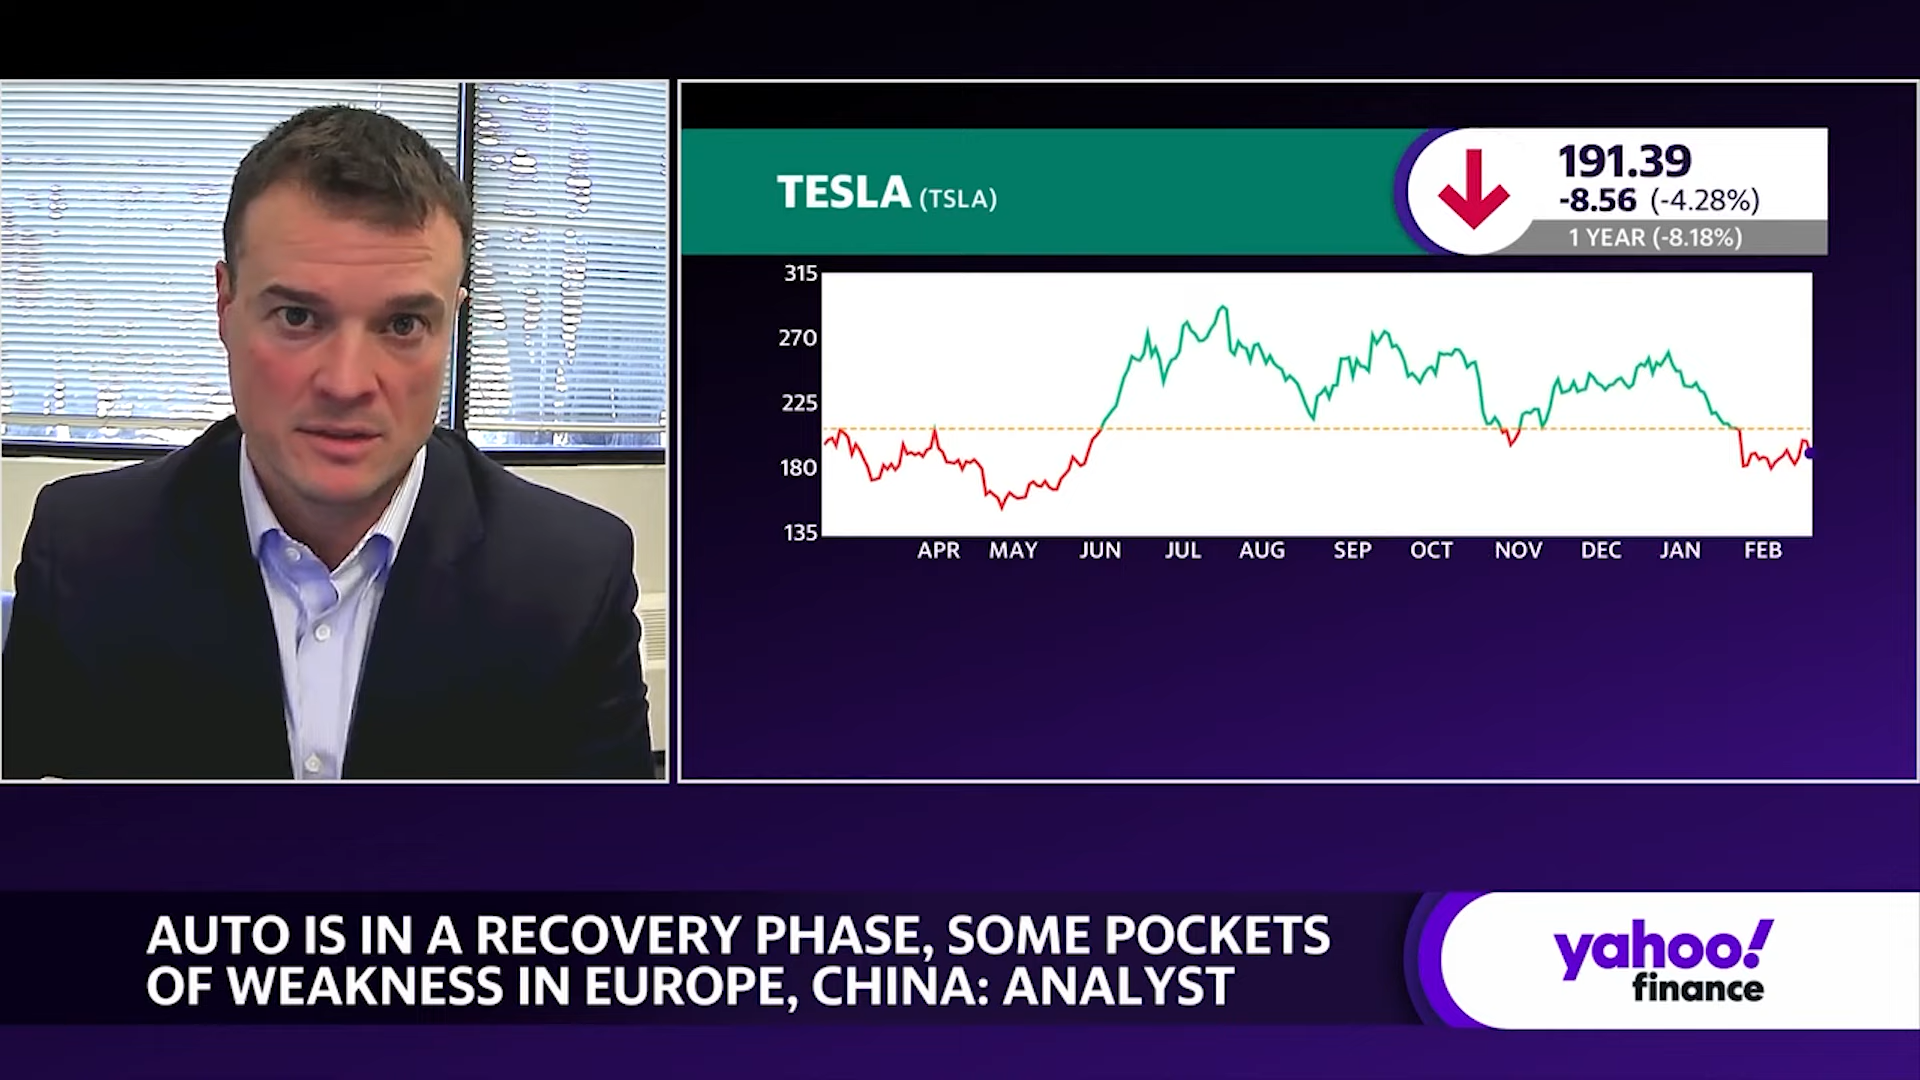 TESLA (TSLA)
191.39
-8.56 (-4.28%)
1 YEAR (-8.18%)
315
270
225
180
135
APR MAY JUN JUL AUG SEP OCT NOV DEC JAN FEB
AUTO IS IN A RECOVERY PHASE, SOME POCKETS
OF WEAKNESS IN EUROPE, CHINA: ANALYST
yahoo!
finance